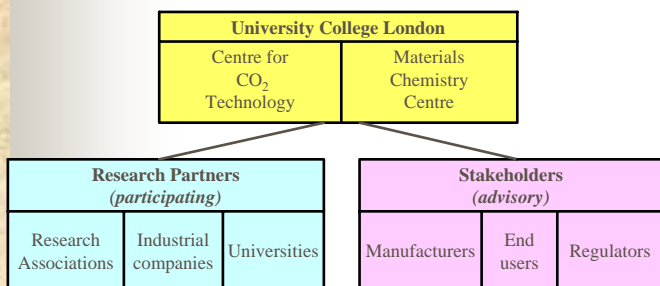 University College London
Centre for
CO₂
Technology
Materials
Chemistry
Centre
Research Partners
(participating)
Research
Associations
Industrial
companies
Universities
Stakeholders
(advisory)
Manufacturers
End
users
Regulators